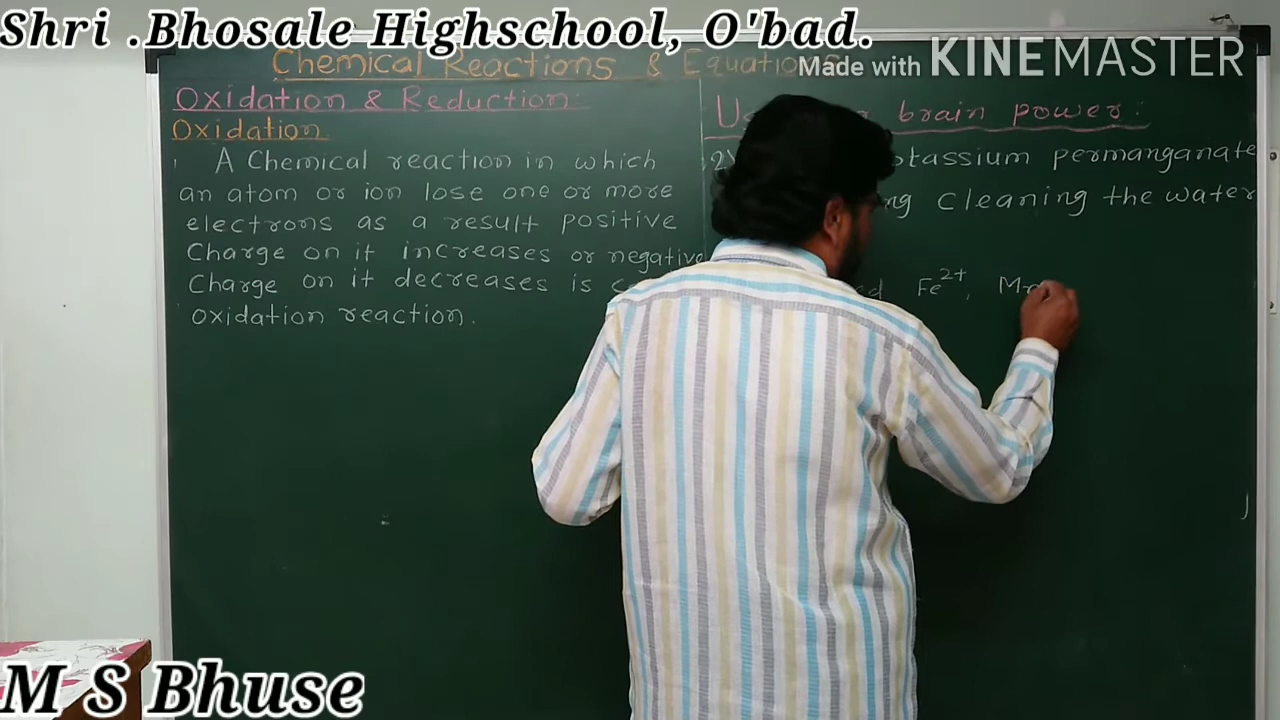 Shri .Bhosale Highschool, O'bad.
Made with KINEMASTER
Chemical Reactions & Equations
Oxidation & Reduction:
Oxidation
A Chemical reaction in which
an atom or ion lose one or more
electrons as a result positive
Charge on it increases or negative
Charge on it decreases is
oxidation reaction.
brain power:
2)
otassium permanganate
ng cleaning the water
ed Fe²⁺,
M S Bhuse